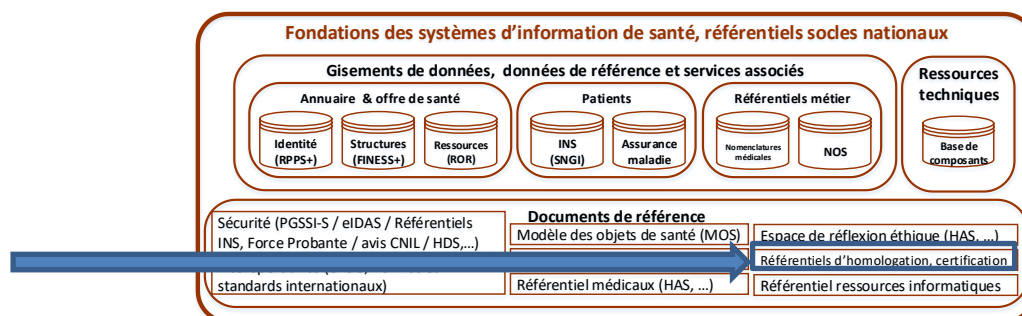 Fondations des systèmes d'information de santé, référentiels socles nationaux
Gisements de données, données de référence et services associés
Annuaire & offre de santé
Identité
(RPPS+)
Structures
(FINESS+)
Ressources
(ROR)
Patients
INS
(SNGI)
Assurance
maladie
Référentiels métier
Nomenclatures
médicales
NOS
Ressources
techniques
Base de
composants
Documents de référence
Sécurité (PGSSI-S / eIDAS / Référentiels
INS, Force Probante / avis CNIL / HDS,…)
standards internationaux)
Modèle des objets de santé (MOS)
Référentiel médicaux (HAS, …)
Espace de réflexion éthique (HAS, …)
Référentiels d'homologation, certification
Référentiel ressources informatiques